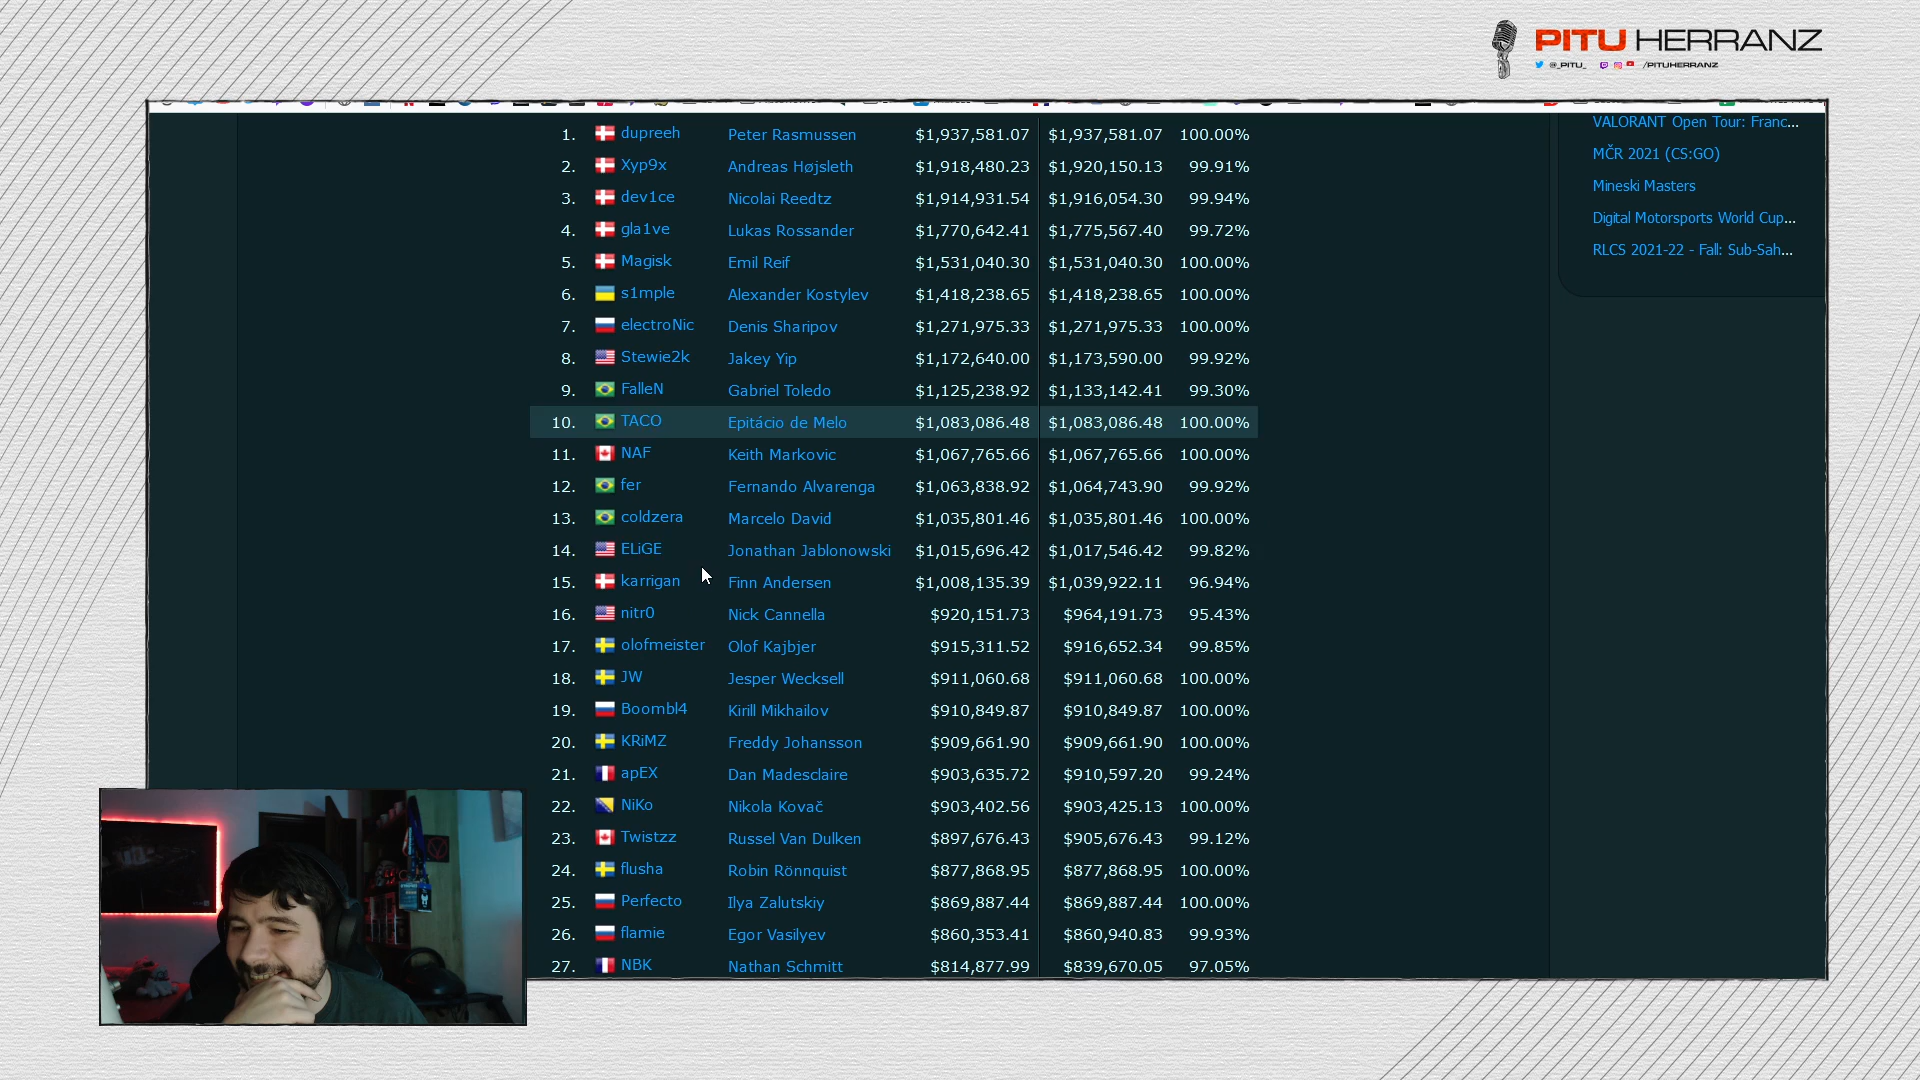 PITU HERRANZ
@_PITU_ /PITUHERRANZ
1. dupreeh Peter Rasmussen $1,937,581.07 $1,937,581.07 100.00%
2. Xyp9x Andreas Højsleth $1,918,480.23 $1,920,150.13 99.91%
3. dev1ce Nicolai Reedtz $1,914,931.54 $1,916,054.30 99.94%
4. gla1ve Lukas Rossander $1,770,642.41 $1,775,567.40 99.72%
5. Magisk Emil Reif $1,531,040.30 $1,531,040.30 100.00%
6. s1mple Alexander Kostylev $1,418,238.65 $1,418,238.65 100.00%
7. electroNic Denis Sharipov $1,271,975.33 $1,271,975.33 100.00%
8. Stewie2k Jakey Yip $1,172,640.00 $1,173,590.00 99.92%
9. FalleN Gabriel Toledo $1,125,238.92 $1,133,142.41 99.30%
10. TACO Epitácio de Melo $1,083,086.48 $1,083,086.48 100.00%
11. NAF Keith Markovic $1,067,765.66 $1,067,765.66 100.00%
12. fer Fernando Alvarenga $1,063,838.92 $1,064,743.90 99.92%
13. coldzera Marcelo David $1,035,801.46 $1,035,801.46 100.00%
14. ELiGE Jonathan Jablonowski $1,015,696.42 $1,017,546.42 99.82%
15. karrigan Finn Andersen $1,008,135.39 $1,039,922.11 96.94%
16. nitr0 Nick Cannella $920,151.73 $964,191.73 95.43%
17. olofmeister Olof Kajbjer $915,311.52 $916,652.34 99.85%
18. JW Jesper Wecksell $911,060.68 $911,060.68 100.00%
19. Boombl4 Kirill Mikhailov $910,849.87 $910,849.87 100.00%
20. KRiMZ Freddy Johansson $909,661.90 $909,661.90 100.00%
21. apEX Dan Madesclaire $903,635.72 $910,597.20 99.24%
22. NiKo Nikola Kovač $903,402.56 $903,425.13 100.00%
23. Twistzz Russel Van Dulken $897,676.43 $905,676.43 99.12%
24. flusha Robin Rönnquist $877,868.95 $877,868.95 100.00%
25. Perfecto Ilya Zalutskiy $869,887.44 $869,887.44 100.00%
26. flamie Egor Vasilyev $860,353.41 $860,940.83 99.93%
27. NBK Nathan Schmitt $814,877.99 $839,670.05 97.05%
VALORANT Open Tour: Franc...
MČR 2021 (CS:GO)
Mineski Masters
Digital Motorsports World Cup...
RLCS 2021-22 - Fall: Sub-Sah...